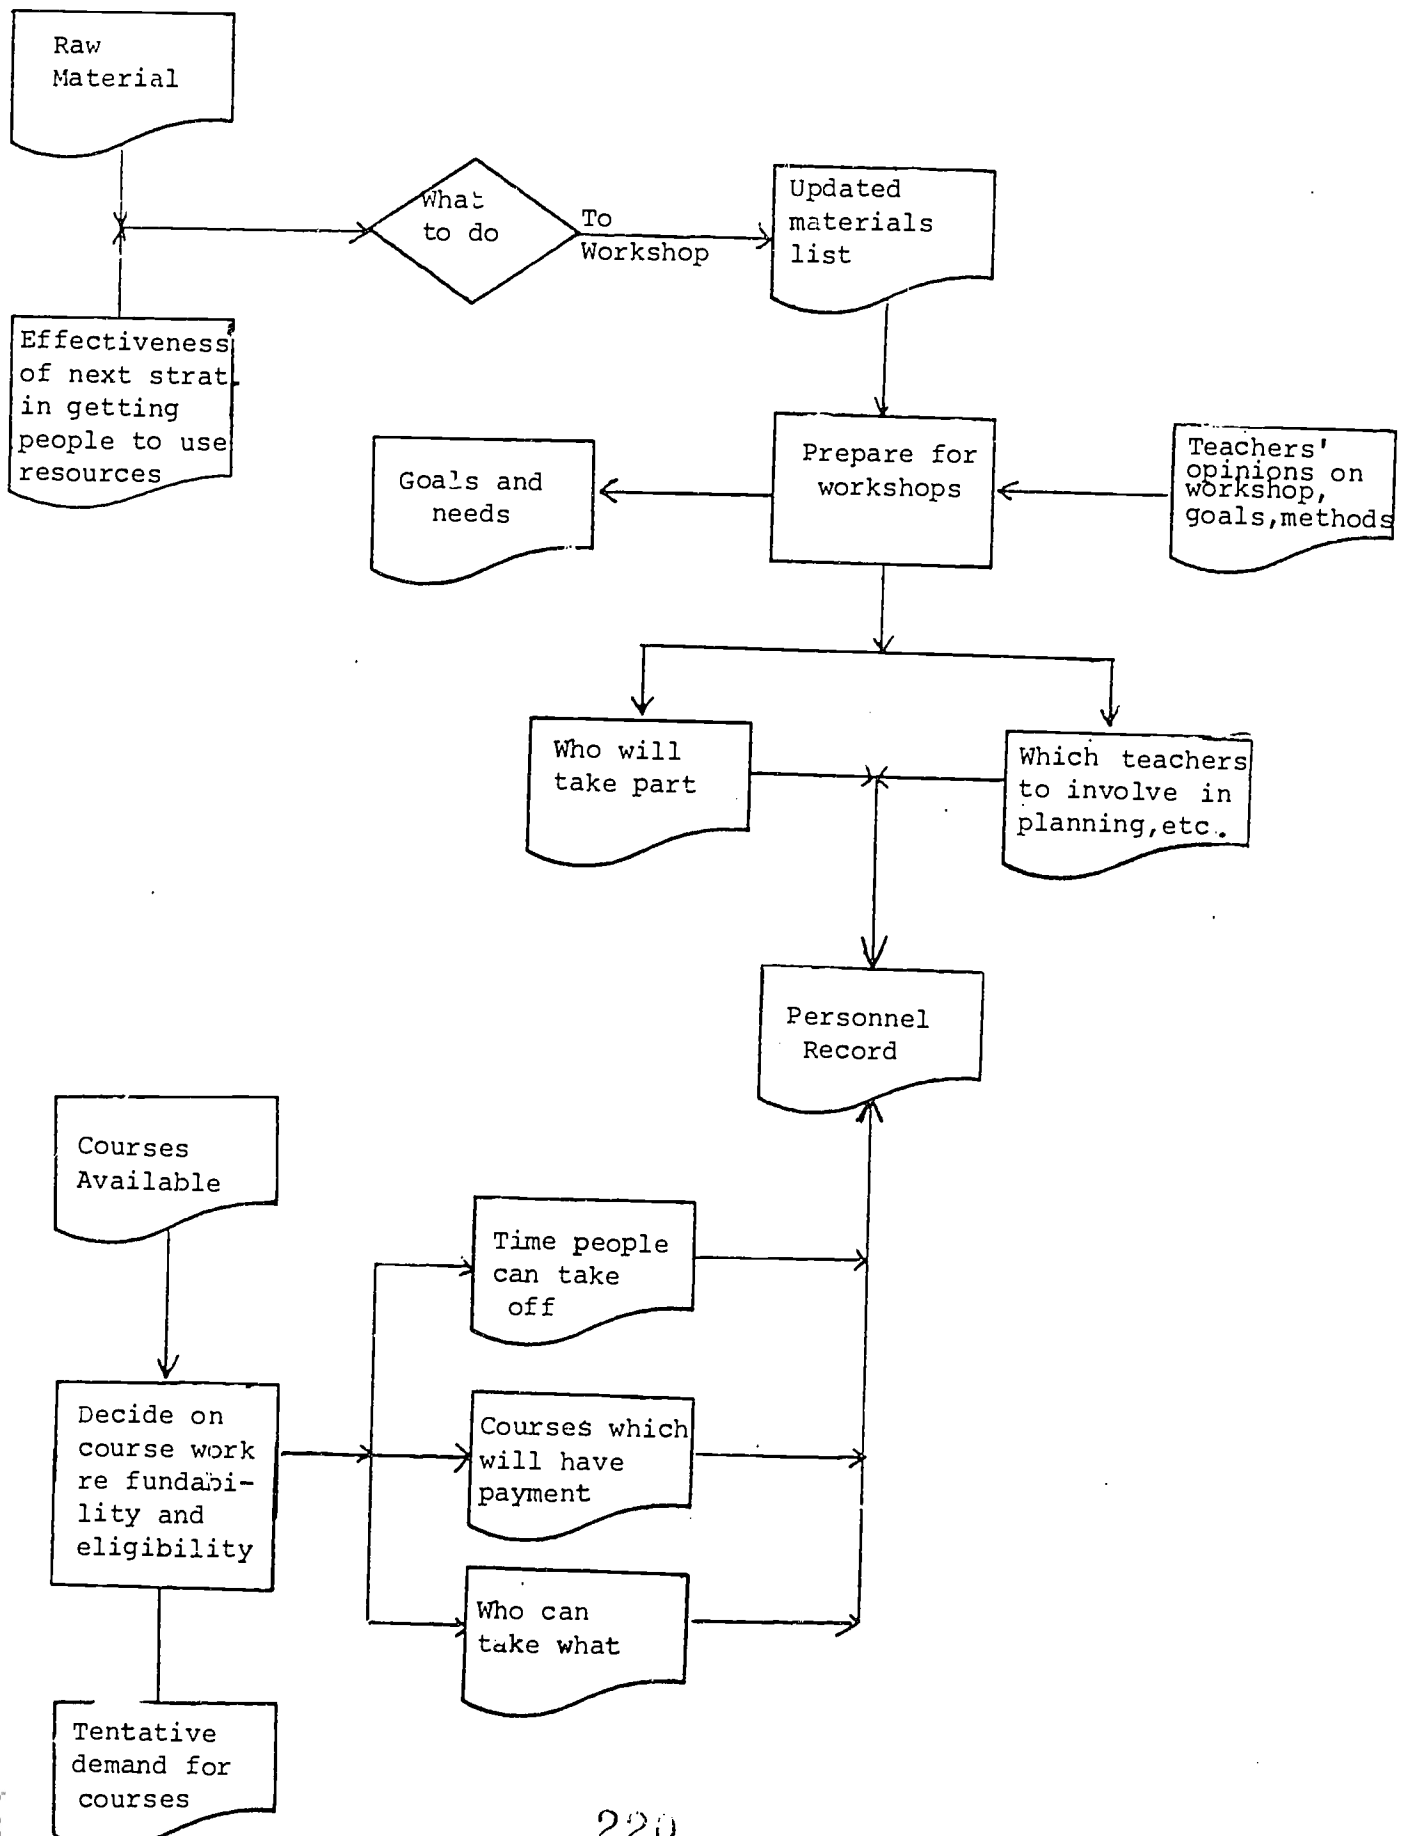 Raw
Material
What
to do
To
Workshop
Updated
materials
list
Effectiveness
of next strat.
in getting
people to use
resources
Goals and
needs
Prepare for
workshops
Teachers'
opinions on
workshop,
goals,methods
Who will
take part
Which teachers
to involve in
planning,etc.
Personnel
Record
Courses
Available
Time people
can take
off
Decide on
course work
re fundabi-
lity and
eligibility
Courses which
will have
payment
Who can
take what
Tentative
demand for
courses
220